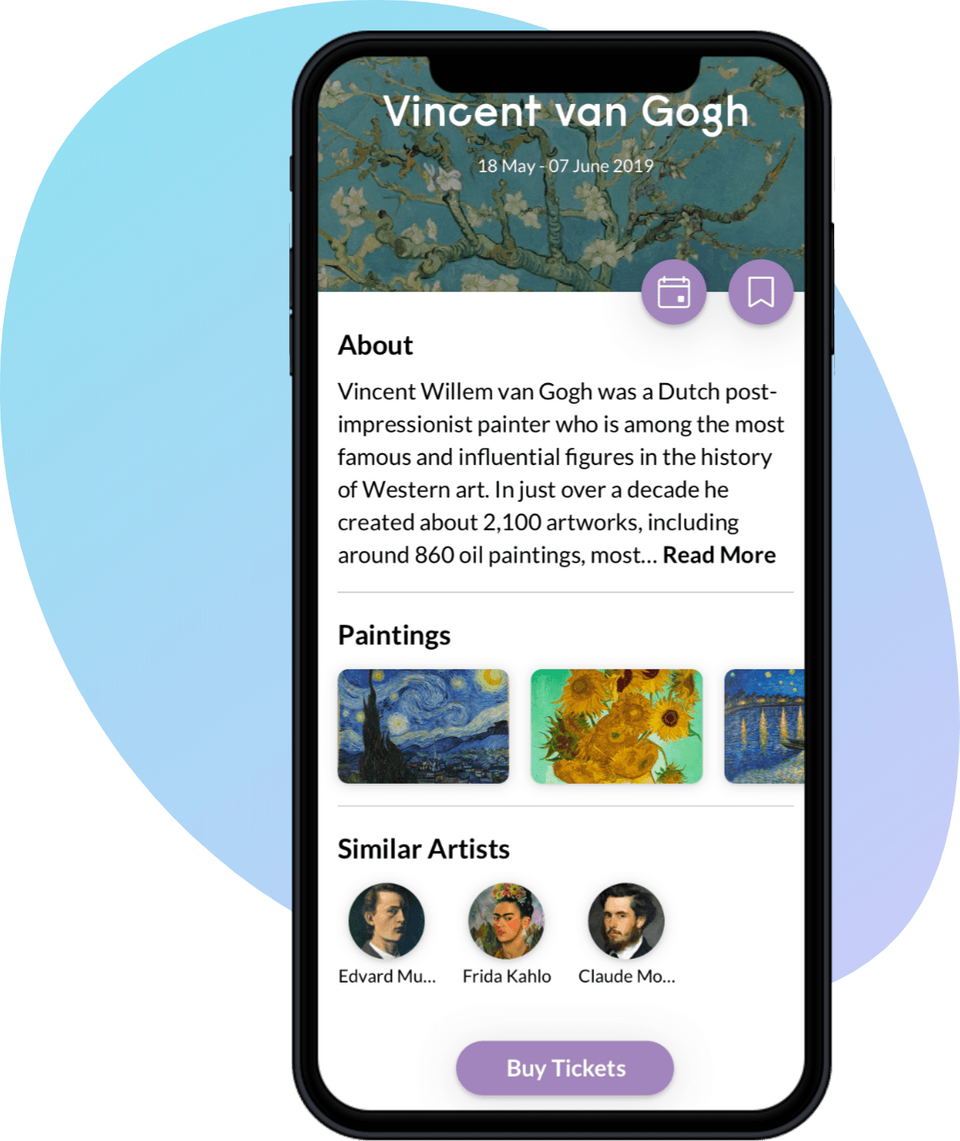 Vincent van Gogh
18 May - 07 June 2019
About
Vincent Willem van Gogh was a Dutch post-
impressionist painter who is among the most
famous and influential figures in the history
of Western art. In just over a decade he
created about 2,100 artworks, including
around 860 oil paintings, most... Read More
Paintings
Similar Artists
Edvard Mu... Frida Kahlo Claude Mo...
Buy Tickets